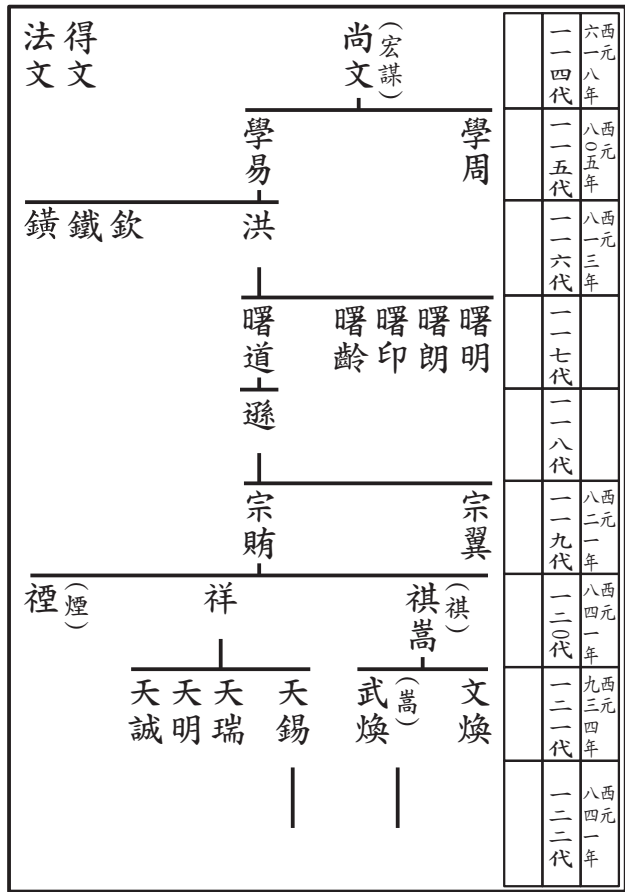 西元六一八年
一一四代
尚文(宏謀)
得文
法文
西元八０五年
一一五代
學周
學易
西元八一三年
一一六代
洪
欽
鐵
鐄
一一七代
曙明
曙朗
曙印
曙齡
曙道
一一八代
遜
西元八二一年
一一九代
宗翼
宗賄
西元八四一年
一二０代
祺嵩(祺)
祥
禋(煙)
西元九三四年
一二一代
文煥
武煥(嵩)
天錫
天瑞
天明
天誠
西元八四一年
一二二代